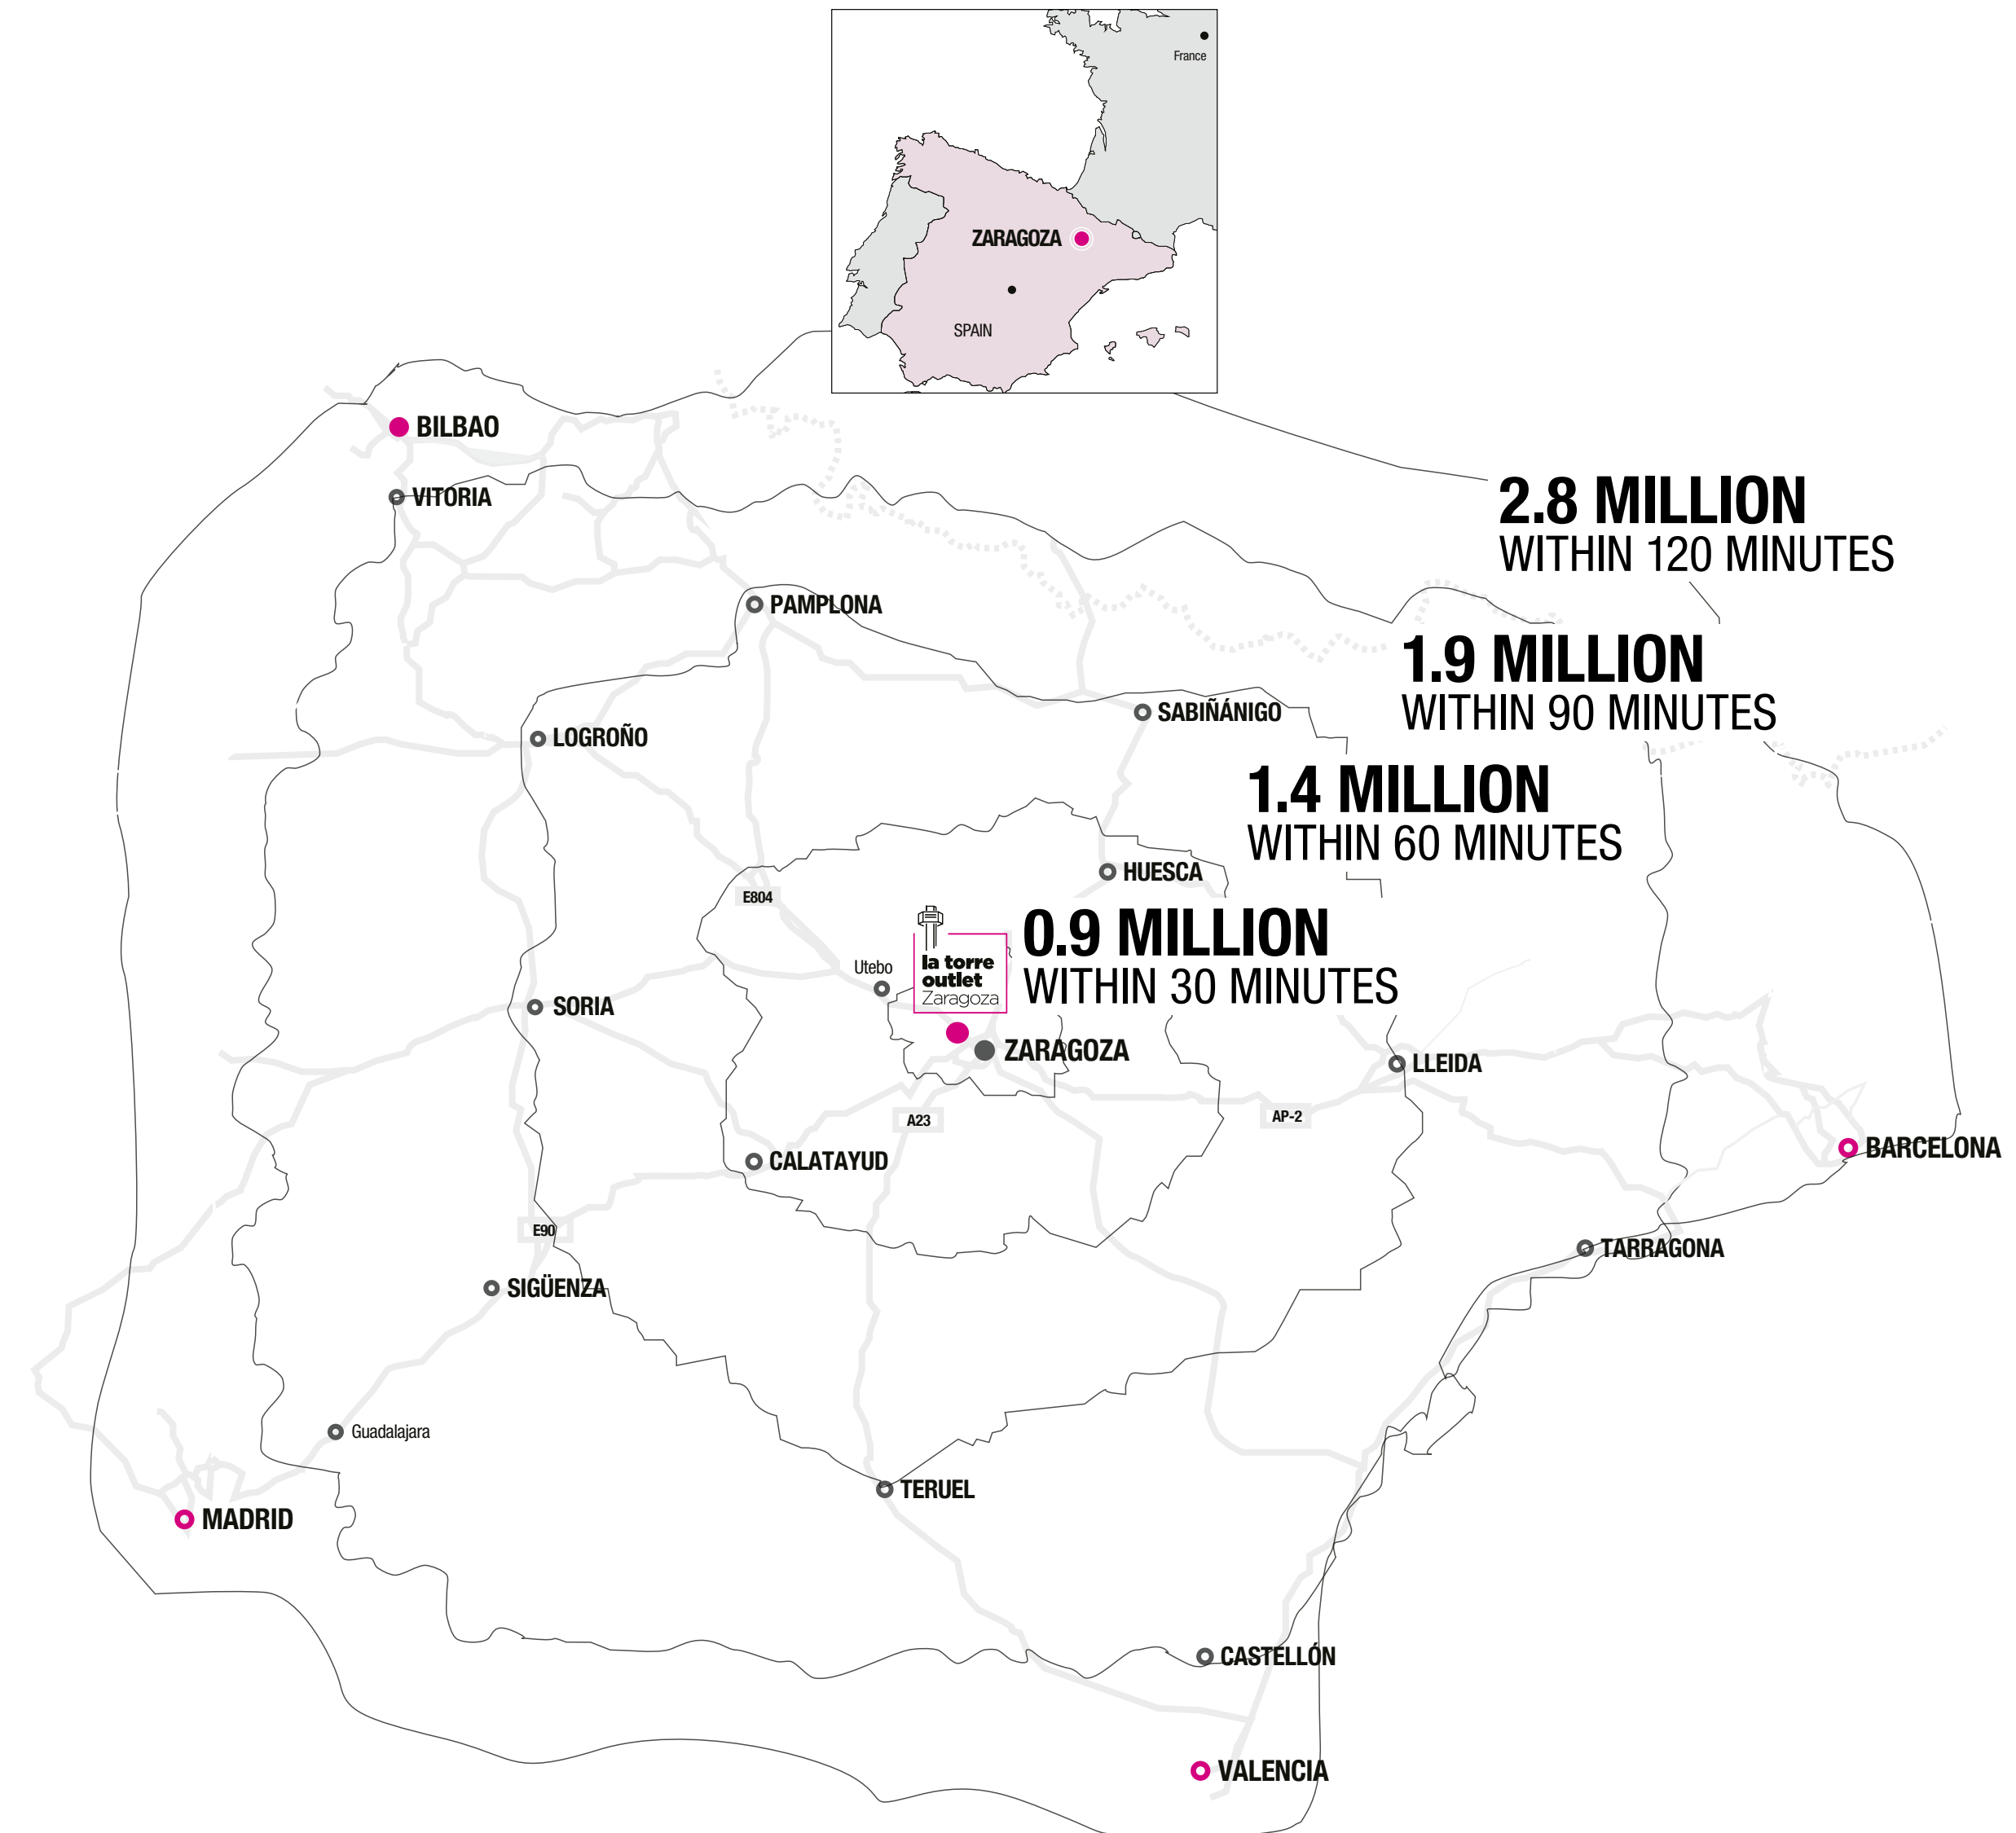 France
ZARAGOZA
SPAIN
BILBAO
2.8 MILLION
WITHIN 120 MINUTES
VITORIA
PAMPLONA
1.9 MILLION
WITHIN 90 MINUTES
SABIÑÁNIGO
LOGROÑO
1.4 MILLION
WITHIN 60 MINUTES
HUESCA
E804
0.9 MILLION
WITHIN 30 MINUTES
la torre
outlet
Zaragoza
Utebo
SORIA
ZARAGOZA
LLEIDA
A23
AP-2
BARCELONA
CALATAYUD
E90
TARRAGONA
SIGÜENZA
Guadalajara
TERUEL
MADRID
CASTELLÓN
VALENCIA